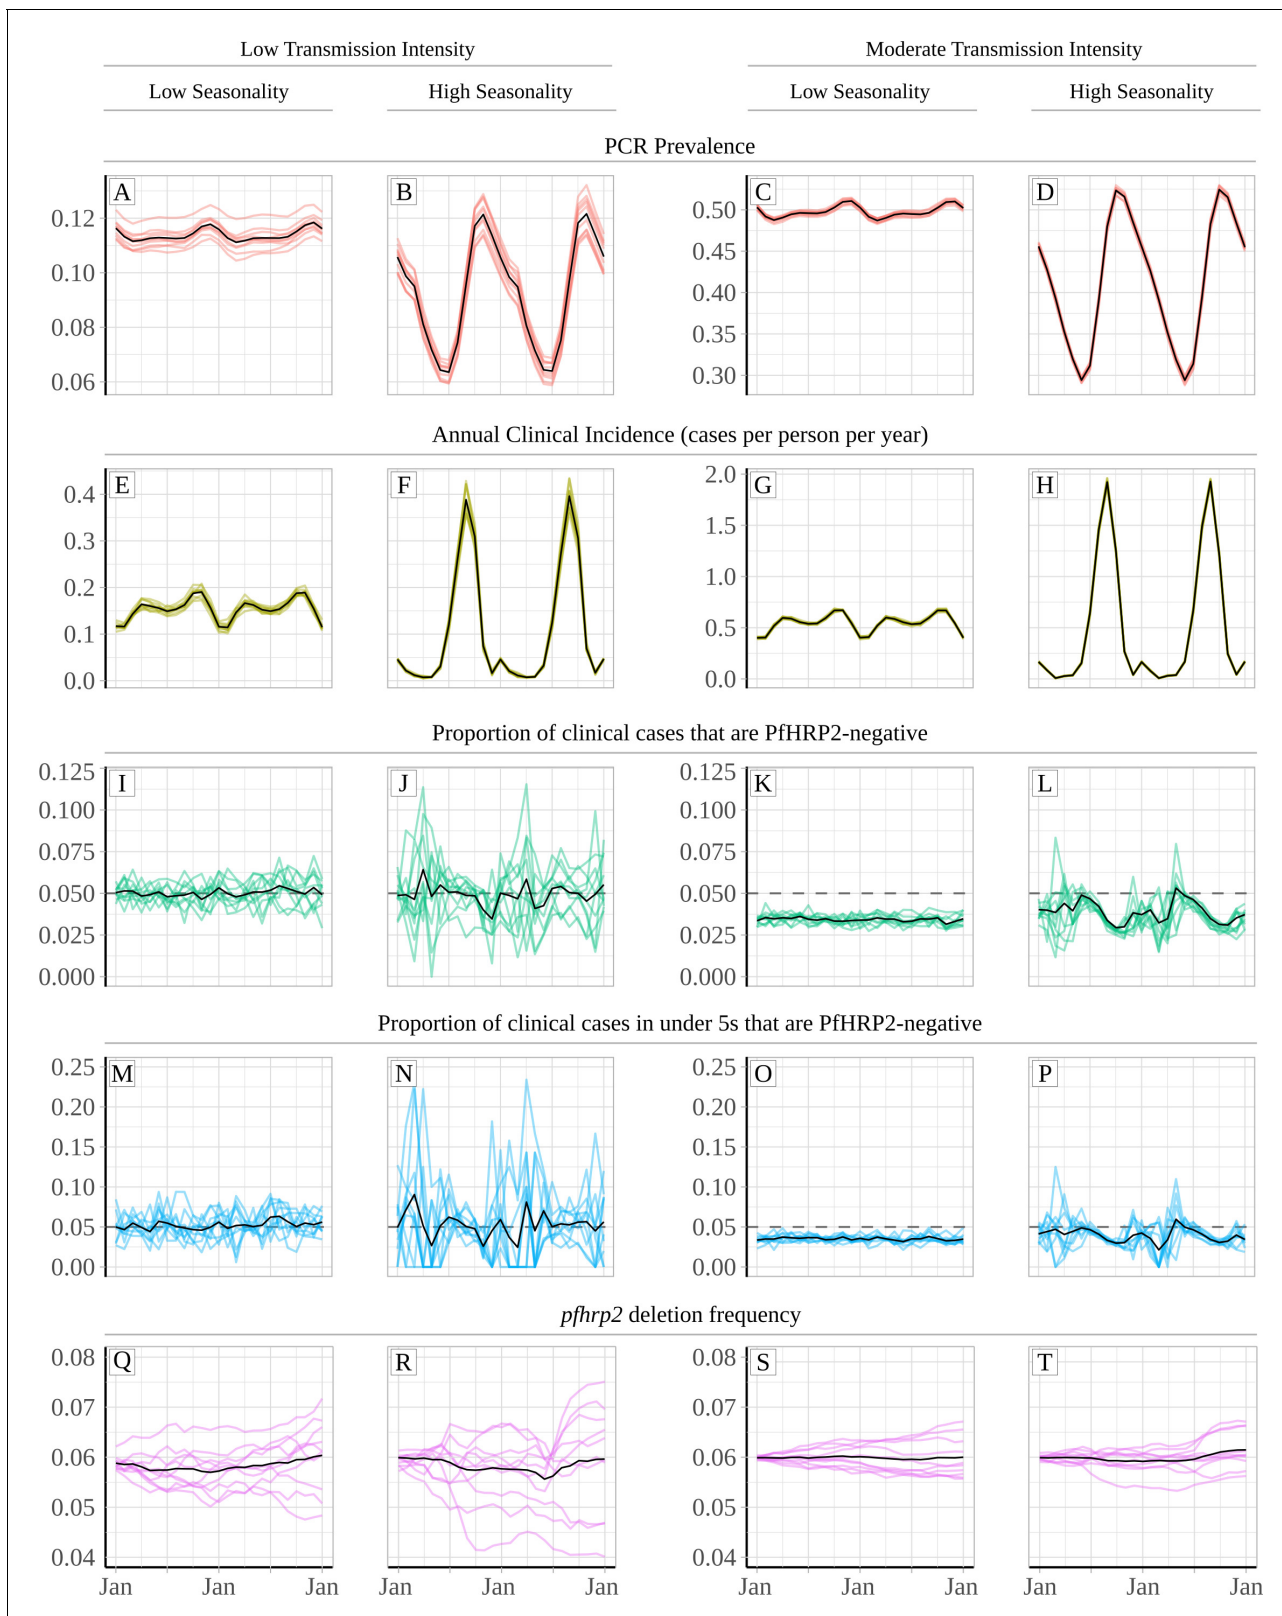 Low Transmission Intensity Moderate Transmission Intensity
Low Seasonality High Seasonality Low Seasonality High Seasonality
PCR Prevalence
A B C D
0.12 0.50
0.10 0.45
0.08 0.40
0.06 0.35
0.30
Annual Clinical Incidence (cases per person per year)
E F G H
0.4 2.0
0.3 1.5
0.2 1.0
0.1 0.5
0.0 0.0
Proportion of clinical cases that are PfHRP2-negative
I J K L
0.125 0.125
0.100 0.100
0.075 0.075
0.050 0.050
0.025 0.025
0.000 0.000
Proportion of clinical cases in under 5s that are PfHRP2-negative
M N O P
0.25 0.25
0.20 0.20
0.15 0.15
0.10 0.10
0.05 0.05
0.00 0.00
pfhrp2 deletion frequency
Q R S T
0.08 0.08
0.07 0.07
0.06 0.06
0.05 0.05
0.04 0.04
Jan Jan Jan Jan Jan Jan Jan Jan Jan Jan Jan Jan